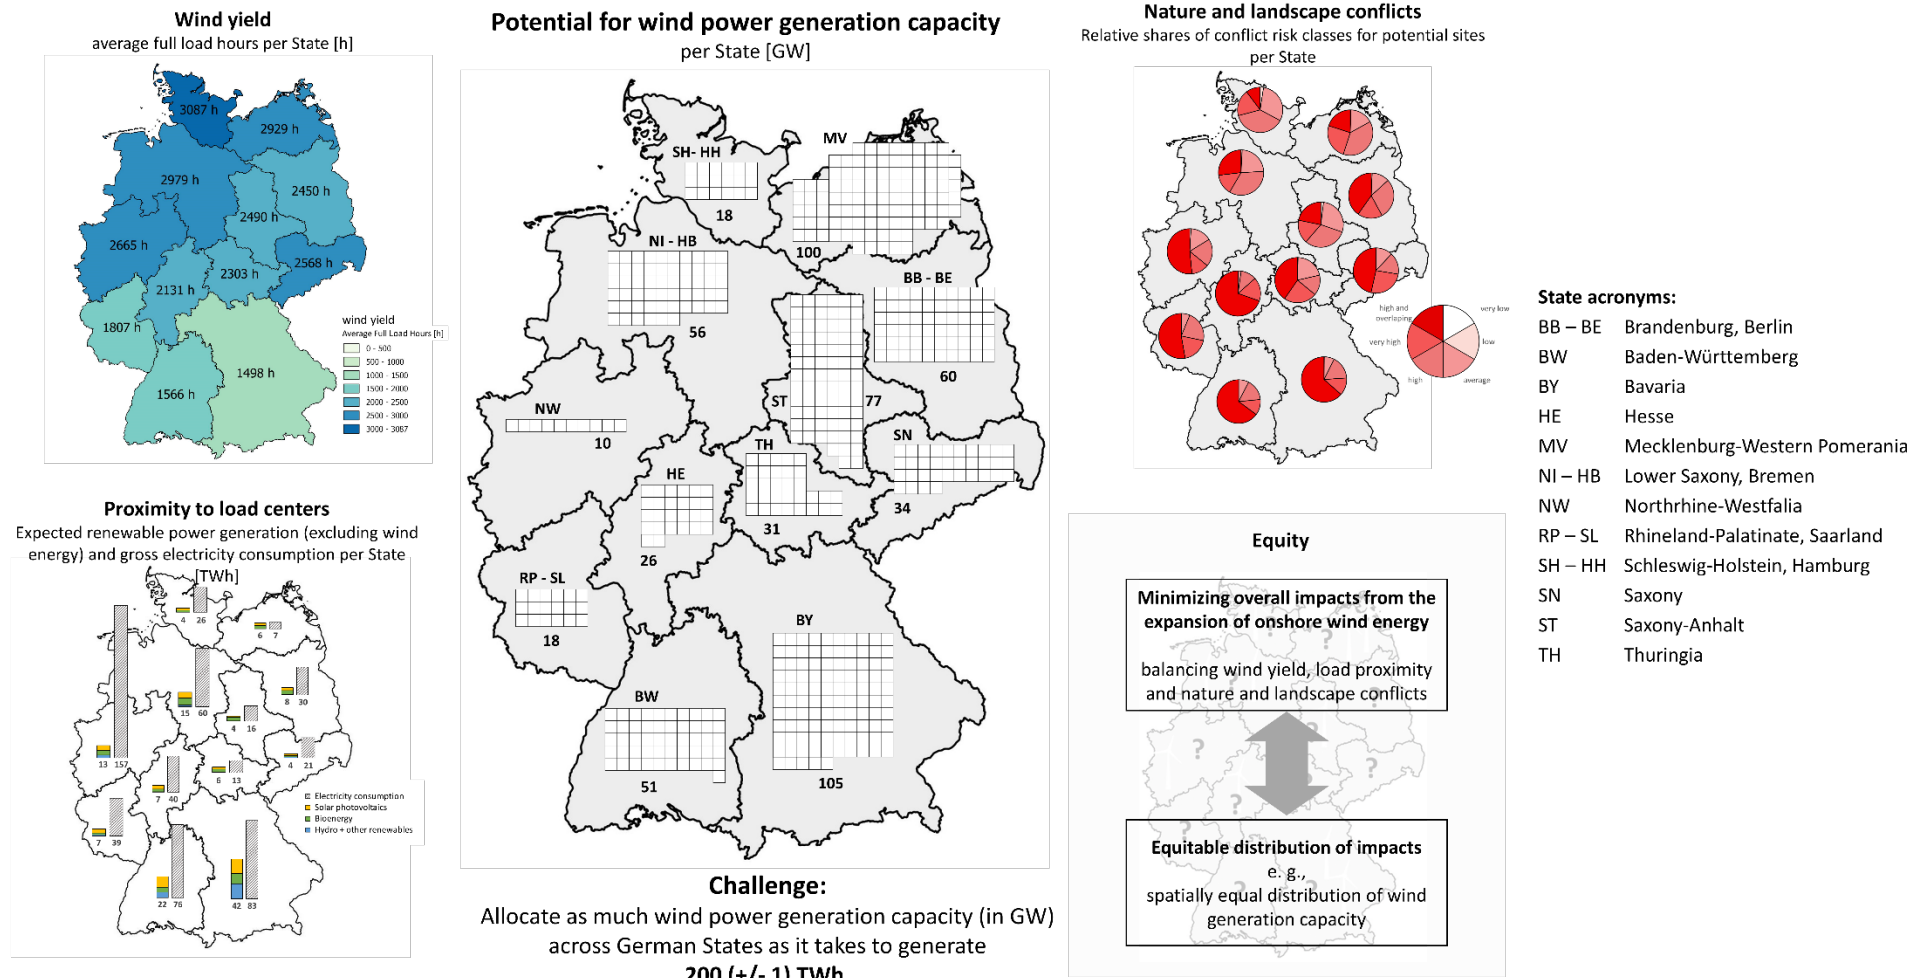 Wind yield
average full load hours per State [h]
3087 h
2929 h
2979 h
2450 h
2490 h
2665 h
2568 h
2303 h
2131 h
1807 h
1498 h
1566 h
wind yield
Average Full Load Hours [h]
0 - 500
500 - 1000
1000 - 1500
1500 - 2000
2000 - 2500
2500 - 3000
3000 - 3087
Proximity to load centers
Expected renewable power generation (excluding wind
energy) and gross electricity consumption per State
[TWh]
4 26
6 7
15 60
8 30
4 16
13 157
4 21
6 13
7 40
7 39
22 76
42 83
Electricity consumption
Solar photovoltaics
Bioenergy
Hydro + other renewables
Potential for wind power generation capacity
per State [GW]
MV
SH- HH
18
100
NI - HB
56
BB - BE
60
ST
77
NW
10
SN
34
TH
31
HE
26
RP - SL
18
BY
105
BW
51
Challenge:
Allocate as much wind power generation capacity (in GW)
across German States as it takes to generate
200 (+/- 1) TWh
Nature and landscape conflicts
Relative shares of conflict risk classes for potential sites
per State
high and
overlaping
very low
very high
low
high
average
Equity
Minimizing overall impacts from the
expansion of onshore wind energy
balancing wind yield, load proximity
and nature and landscape conflicts
? ? ? ? ? ? ? ?
Equitable distribution of impacts
e. g.,
spatially equal distribution of wind
generation capacity
State acronyms:
BB – BE Brandenburg, Berlin
BW Baden-Württemberg
BY Bavaria
HE Hesse
MV Mecklenburg-Western Pomerania
NI – HB Lower Saxony, Bremen
NW Northrhine-Westfalia
RP – SL Rhineland-Palatinate, Saarland
SH – HH Schleswig-Holstein, Hamburg
SN Saxony
ST Saxony-Anhalt
TH Thuringia